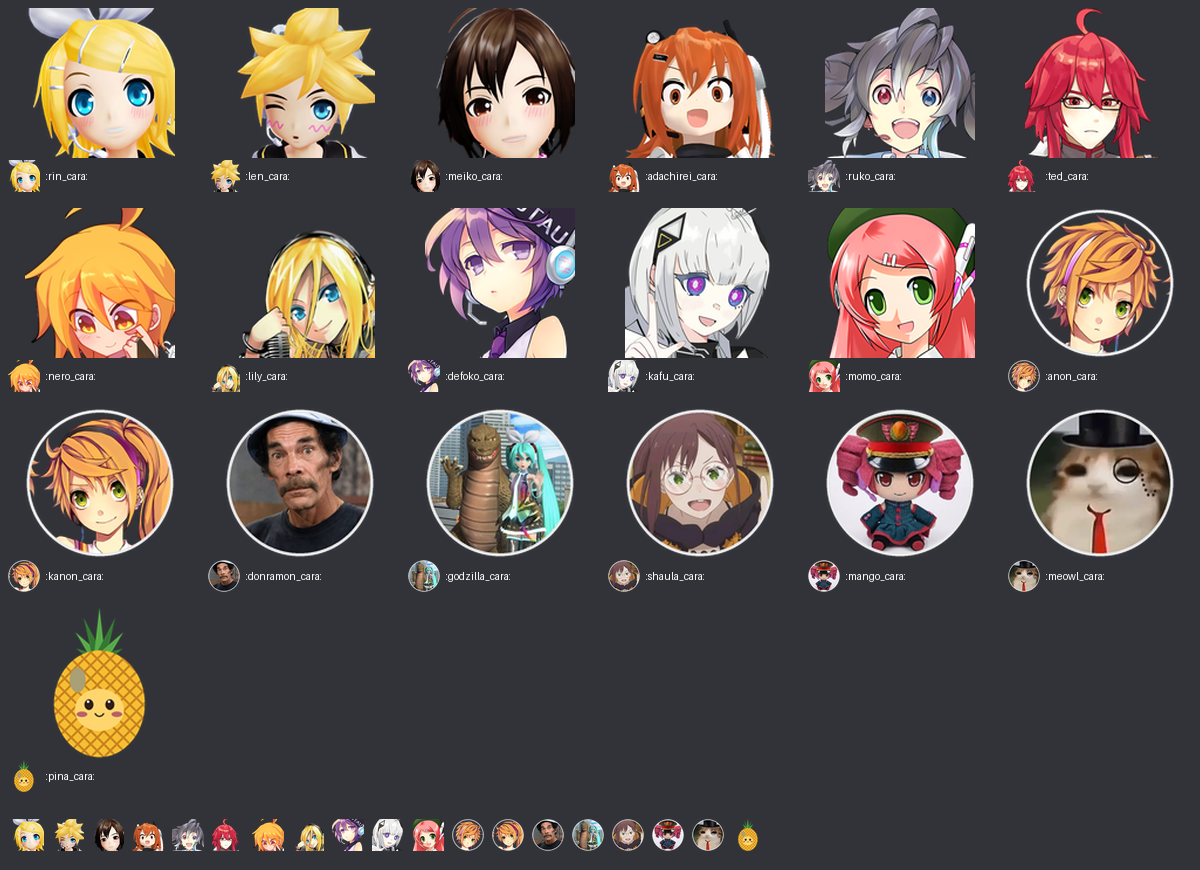 :rin_cara:
:len_cara:
:meiko_cara:
:adachirei_cara:
:ruko_cara:
:ted_cara:
STAU
:nero_cara:
:lily_cara:
:defoko_cara:
:kafu_cara:
:momo_cara:
:anon_cara:
:kanon_cara:
:donramon_cara:
:godzilla_cara:
:shaula_cara:
:mango_cara:
:meowl_cara:
:pina_cara: